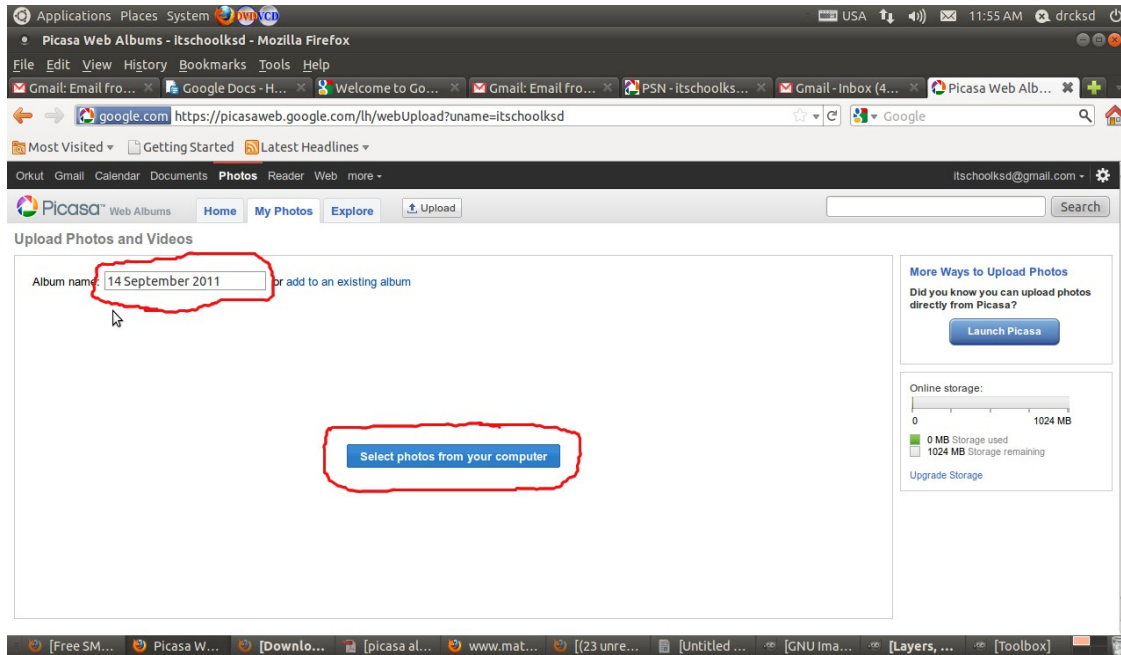 Applications Places System DVD VCD USA 11:55 AM drcksd
Picasa Web Albums - itschoolksd - Mozilla Firefox
File Edit View History Bookmarks Tools Help
Gmail: Email fro... Google Docs - H... Welcome to Go... Gmail: Email fro... PSN - itschoolks... Gmail - Inbox (4... Picasa Web Alb...
google.com https://picasaweb.google.com/lh/webUpload?uname=itschoolksd Google
Most Visited Getting Started Latest Headlines
Orkut Gmail Calendar Documents Photos Reader Web more itschoolksd@gmail.com
Picasa™ Web Albums Home My Photos Explore Upload Search
Upload Photos and Videos
Album name: 14 September 2011 or add to an existing album
Select photos from your computer
More Ways to Upload Photos
Did you know you can upload photos
directly from Picasa?
Launch Picasa
Online storage:
0 1024 MB
0 MB Storage used
1024 MB Storage remaining
Upgrade Storage
[Free SM... Picasa W... [Downlo... [picasa al... www.mat... [(23 unre... [Untitled ... [GNU Ima... [Layers, ... [Toolbox]